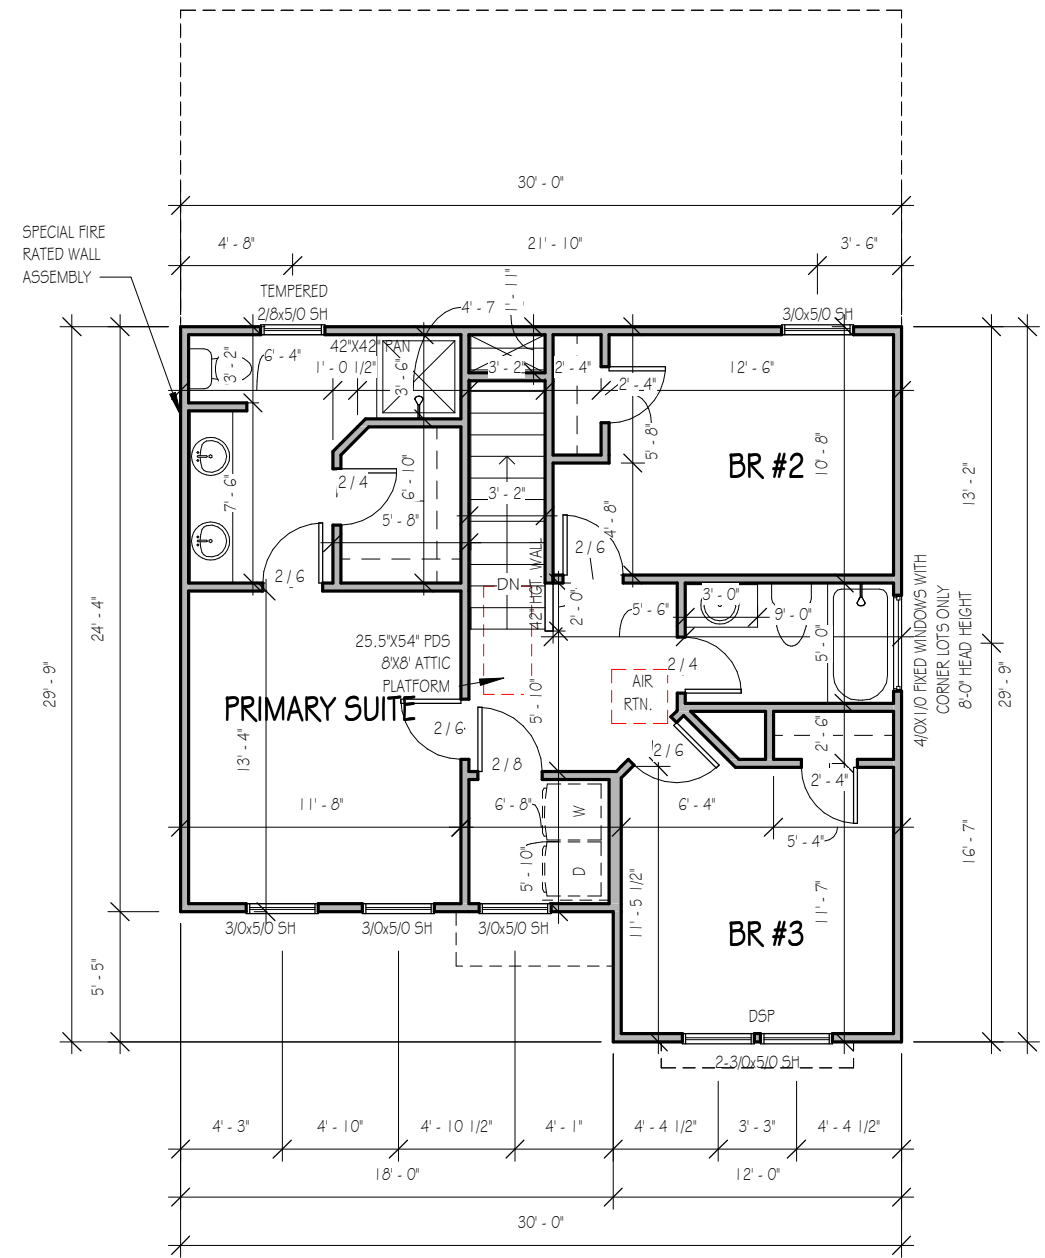 30' - 0"
4' - 8"
21' - 10"
3' - 6"
SPECIAL FIRE
RATED WALL
ASSEMBLY
TEMPERED
2/8x5/0 SH
4' - 7
1' - 11"
3/0x5/0 SH
3' - 2"
6' - 4"
42"X42" PAN
1' - 0 1/2"
3' - 6"
3' - 2"
2' - 4"
2' - 4"
12' - 6"
5' - 8"
BR #2
10' - 8"
13' - 2"
7' - 6"
2/4
6' - 10"
5' - 8"
3' - 2"
4' - 8"
2/6
2/6
DN
42" HGT. WALL
2' - 0"
5' - 6"
3' - 0"
9' - 0"
5' - 0"
4/0X1/0 FIXED WINDOWS WITH
CORNER LOTS ONLY
8'-0" HEAD HEIGHT
24' - 4"
29' - 9"
29' - 9"
25.5"X54" PDS
8'X8' ATTIC
PLATFORM
AIR
RTN.
2/4
PRIMARY SUITE
5' - 10"
2/6
2/8
2/6
2' - 6"
2' - 4"
13' - 4"
11' - 8"
6' - 8"
W
D
5' - 10"
6' - 4"
5' - 4"
16' - 7"
11' - 5 1/2"
11' - 7"
BR #3
3/0x5/0 SH
3/0x5/0 SH
3/0x5/0 SH
5' - 5"
DSP
2-3/0x5/0 SH
4' - 3"
4' - 10"
4' - 10 1/2"
4' - 1"
4' - 4 1/2"
3' - 3"
4' - 4 1/2"
18' - 0"
12' - 0"
30' - 0"